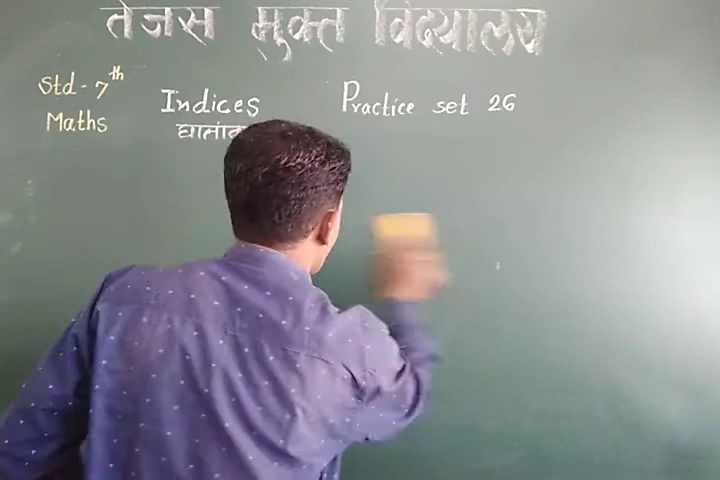 तेजस मुक्त विद्यालय
Std - 7th
Maths
Indices
Practice set 26